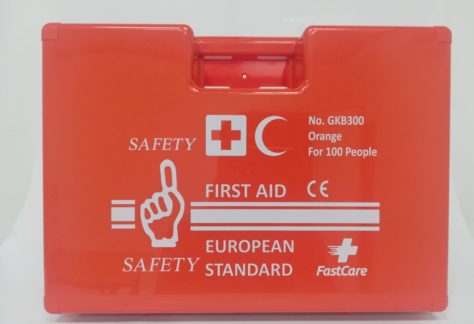 SAFETY
No. GKB300
Orange
For 100 People
FIRST AID CE
EUROPEAN
STANDARD
SAFETY
FastCare